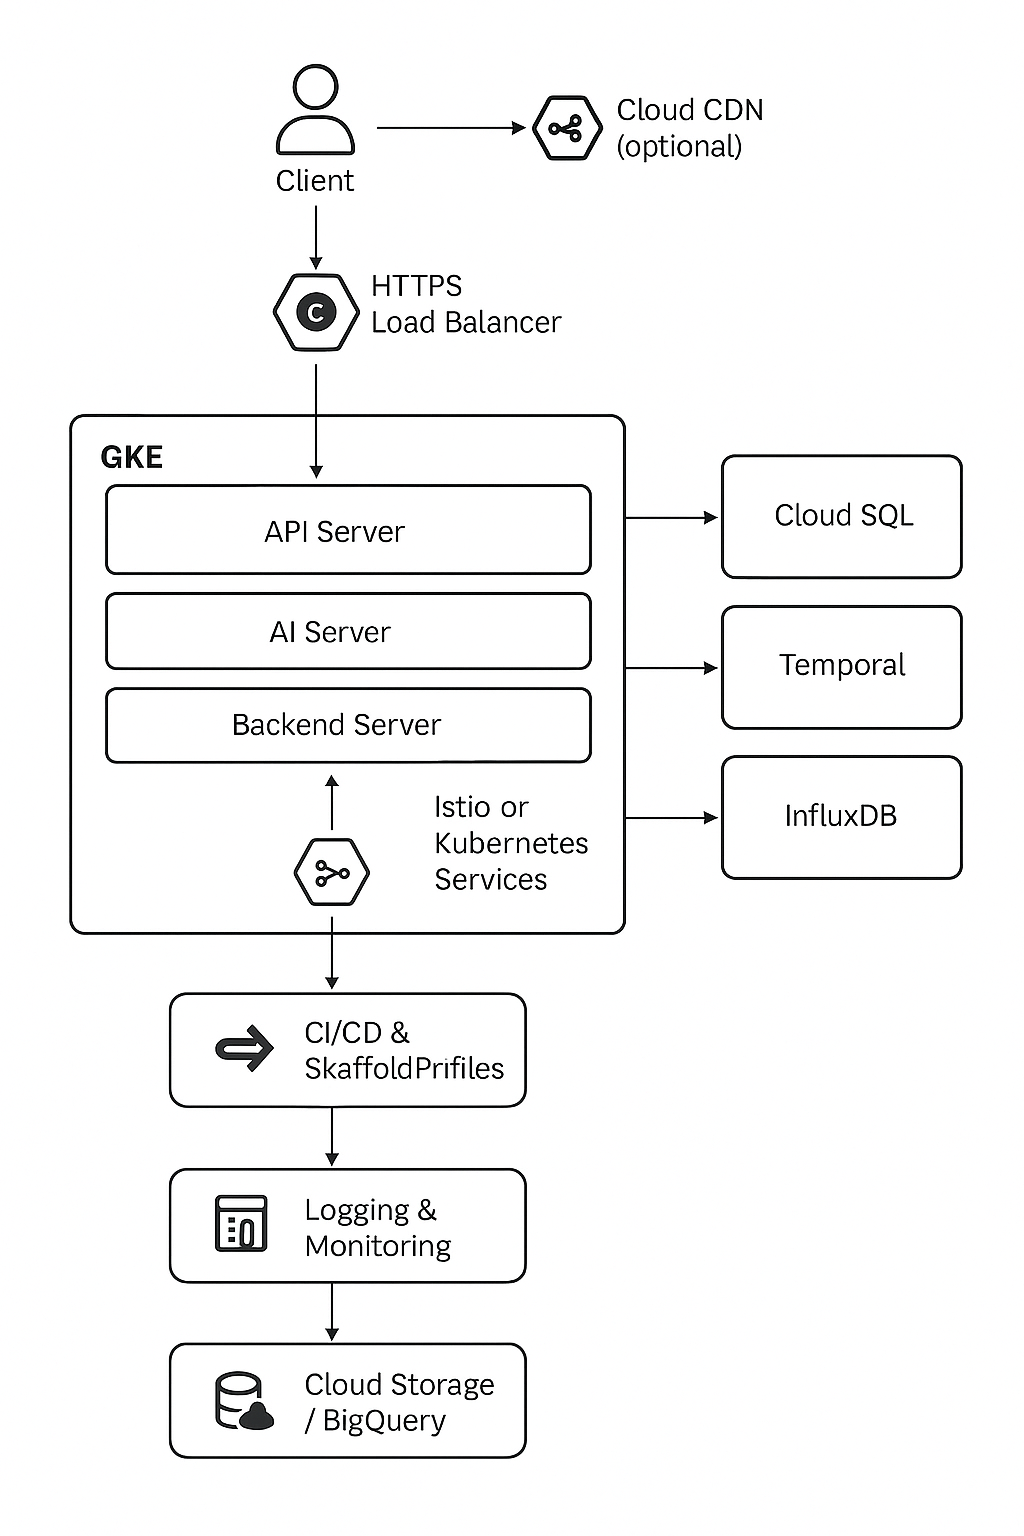 Client
Cloud CDN
(optional)
HTTPS
Load Balancer
C
GKE
API Server
AI Server
Backend Server
Istio or
Kubernetes
Services
Cloud SQL
Temporal
InfluxDB
CI/CD &
SkaffoldPrifiles
Logging &
Monitoring
Cloud Storage
/ BigQuery